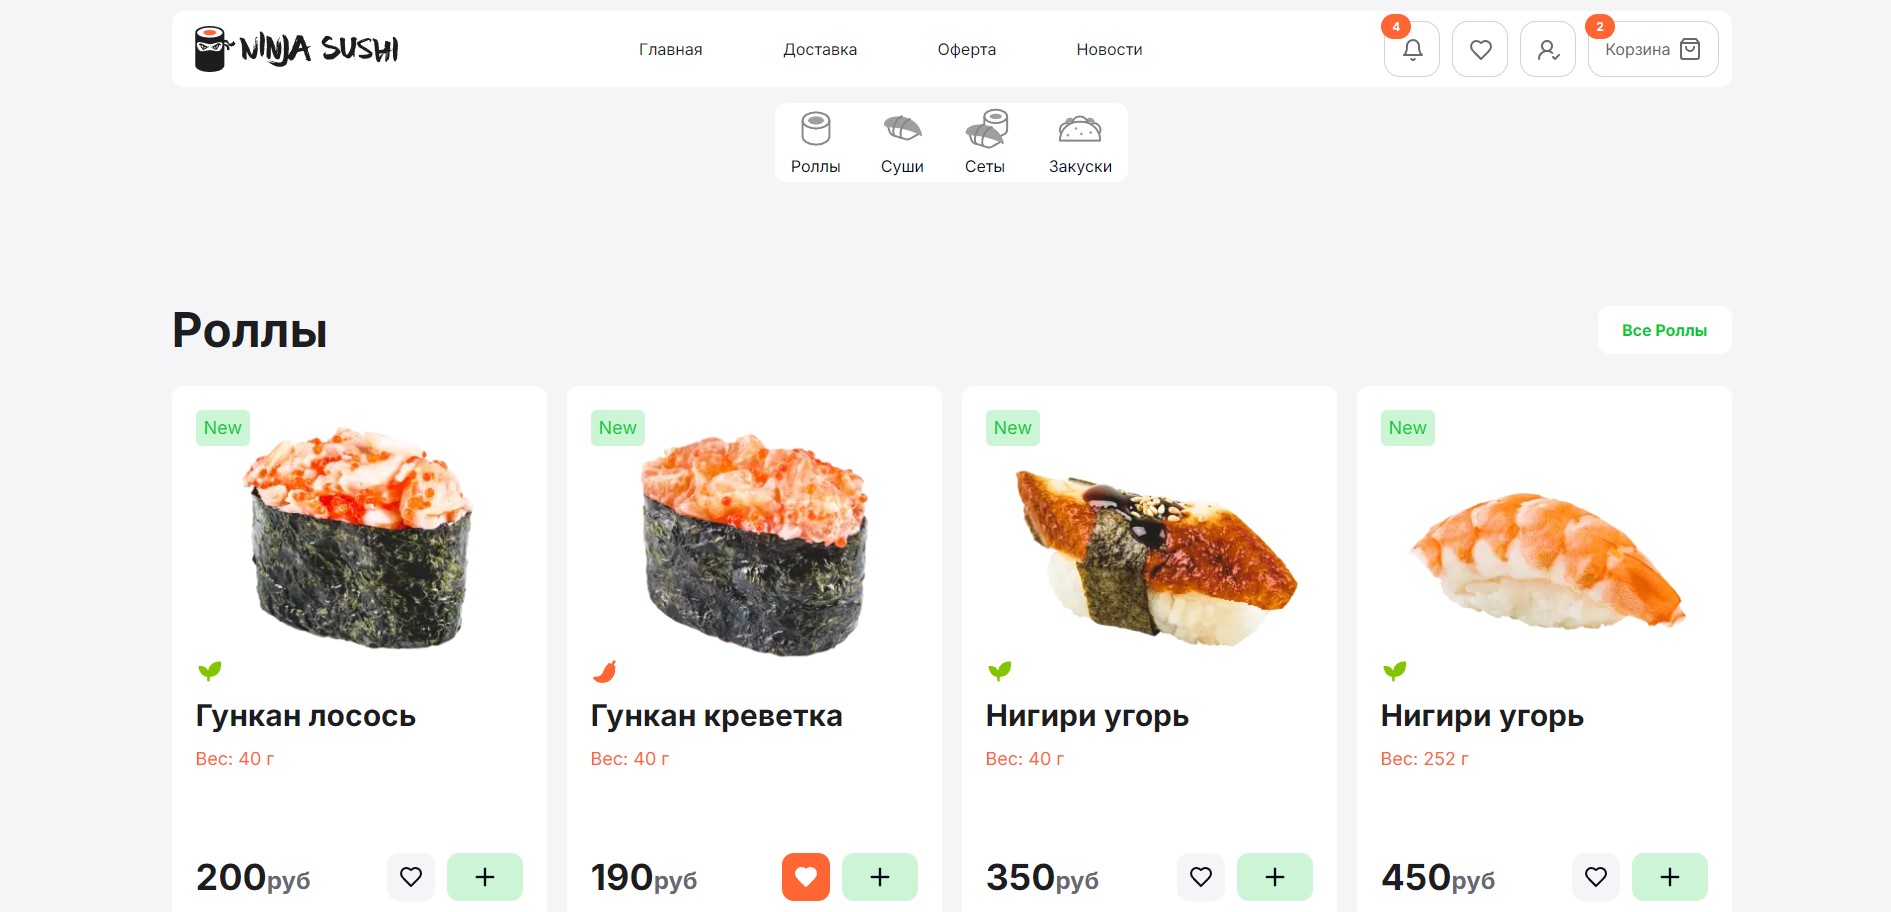 NINJA SUSHI
Главная Доставка Оферта Новости
4
2
Корзина
Роллы Суши Сеты Закуски
Роллы
Все Роллы
New New New New
Гункан лосось
Вес: 40 г
200руб
Гункан креветка
Вес: 40 г
190руб
Нигири угорь
Вес: 40 г
350руб
Нигири угорь
Вес: 252 г
450руб